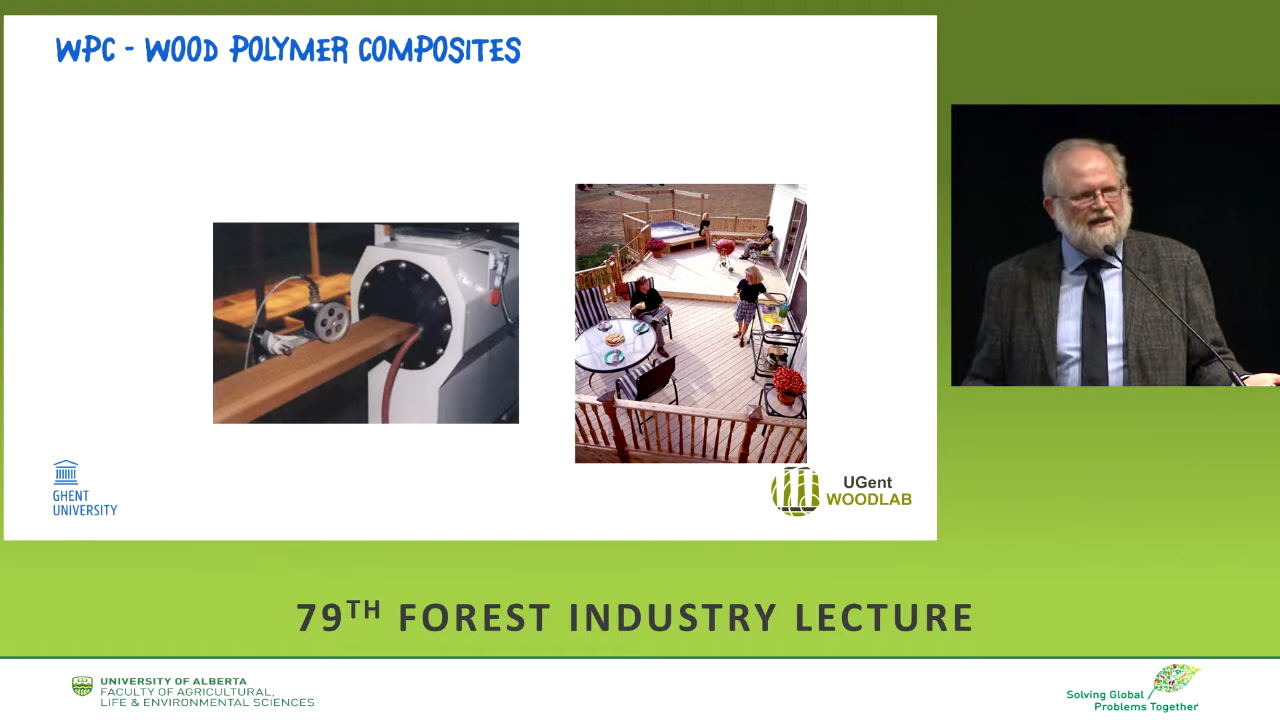 WPC - WOOD POLYMER COMPOSITES
GHENT
UNIVERSITY
UGent
WOODLAB
79TH FOREST INDUSTRY LECTURE
UNIVERSITY OF ALBERTA
FACULTY OF AGRICULTURAL,
LIFE & ENVIRONMENTAL SCIENCES
Solving Global
Problems Together